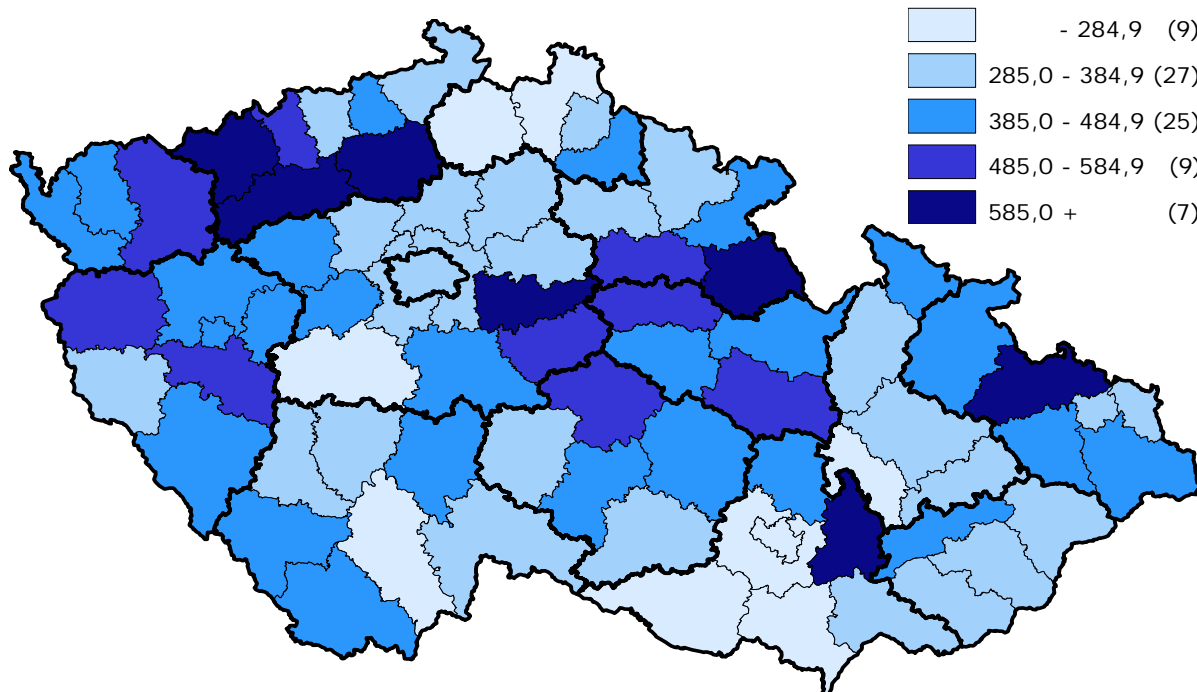 - 284,9 (9)
285,0 - 384,9 (27)
385,0 - 484,9 (25)
485,0 - 584,9 (9)
585,0 + (7)